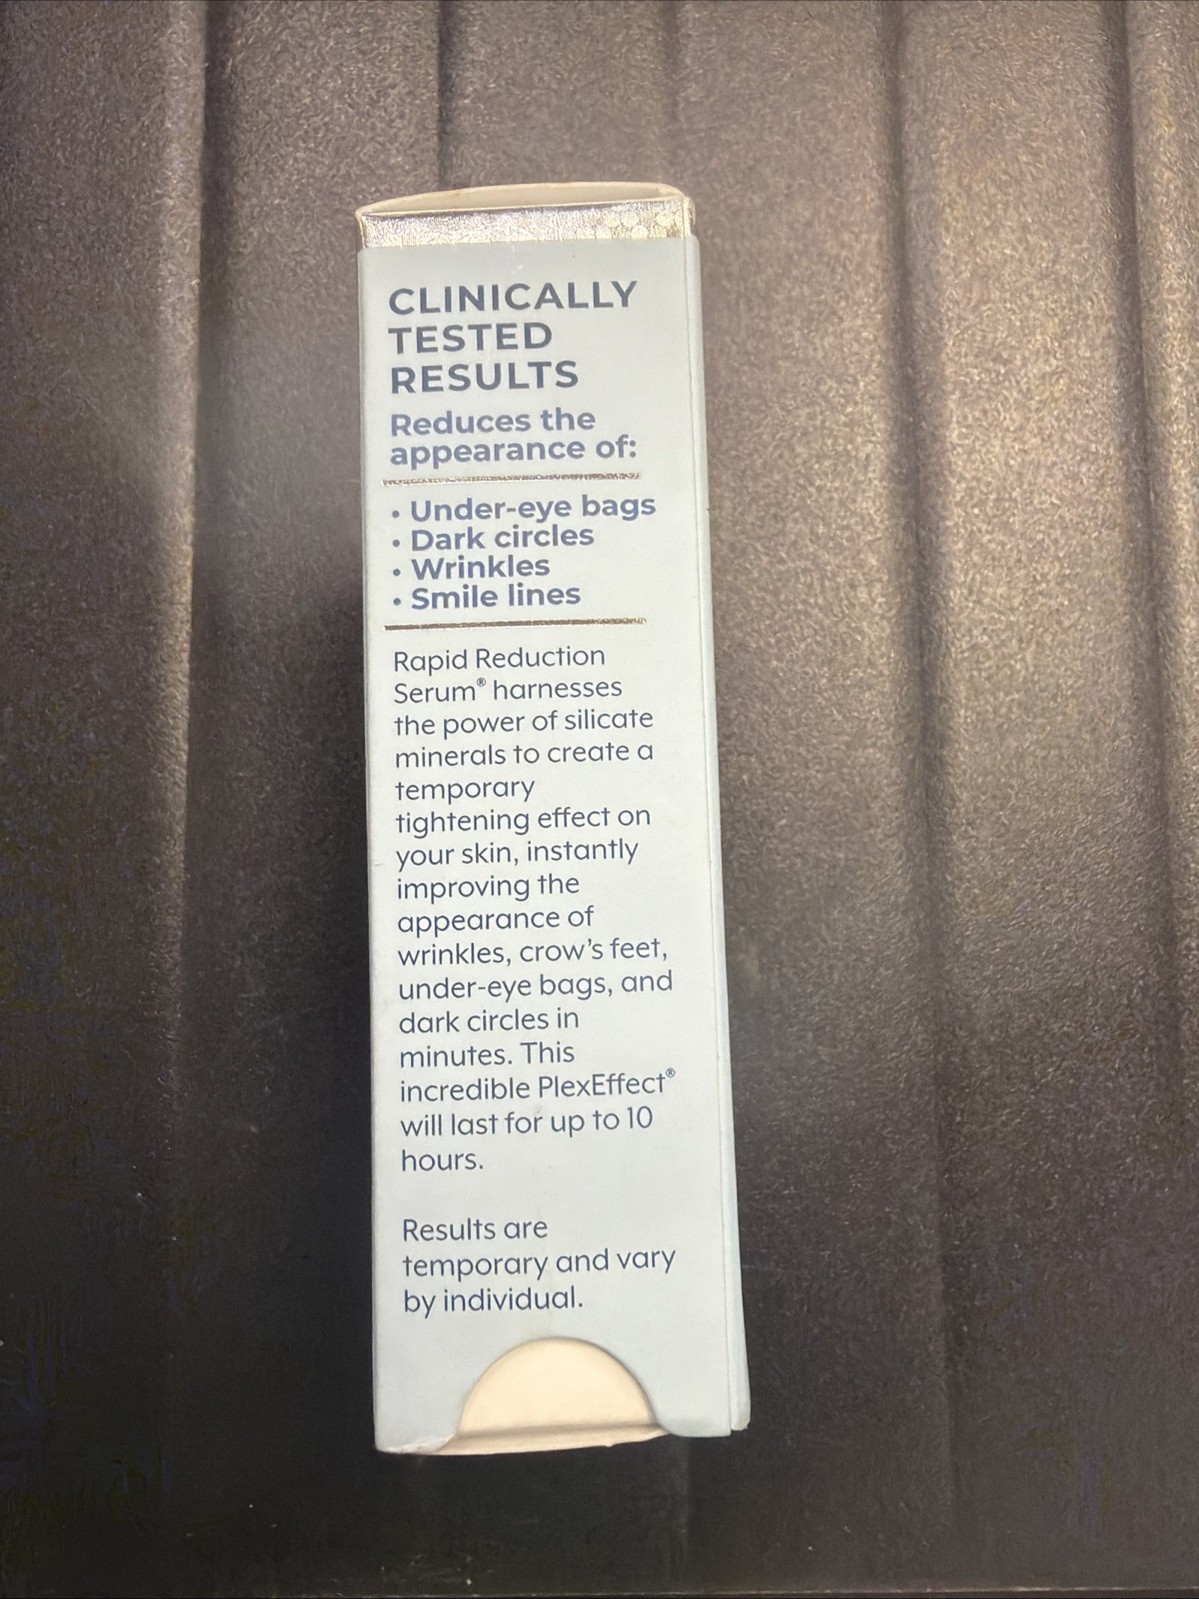 CLINICALLY
TESTED
RESULTS
Reduces the
appearance of:
• Under-eye bags
• Dark circles
• Wrinkles
• Smile lines
Rapid Reduction
Serum® harnesses
the power of silicate
minerals to create a
temporary
tightening effect on
your skin, instantly
improving the
appearance of
wrinkles, crow's feet,
under-eye bags, and
dark circles in
minutes. This
incredible PlexEffect®
will last for up to 10
hours.
Results are
temporary and vary
by individual.